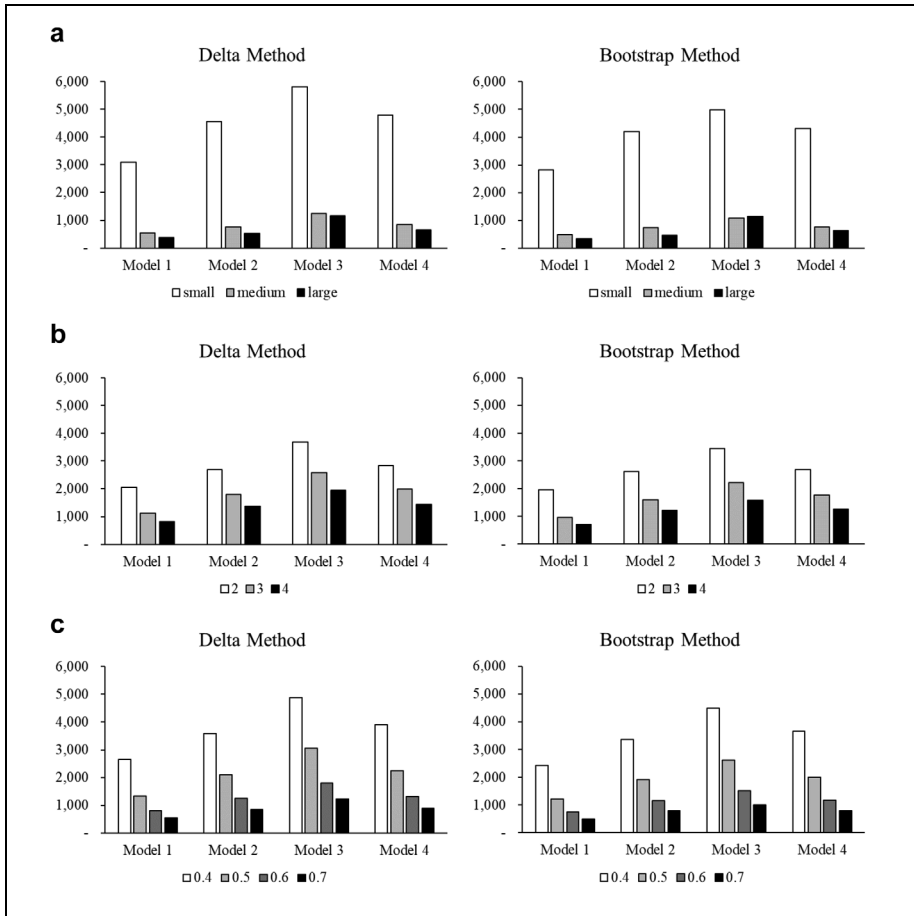 a
Delta Method
6,000
5,000
4,000
3,000
2,000
1,000
-
Model 1 Model 2 Model 3 Model 4
small medium large
Bootstrap Method
6,000
5,000
4,000
3,000
2,000
1,000
-
Model 1 Model 2 Model 3 Model 4
small medium large
b
Delta Method
6,000
5,000
4,000
3,000
2,000
1,000
-
Model 1 Model 2 Model 3 Model 4
2 3 4
Bootstrap Method
6,000
5,000
4,000
3,000
2,000
1,000
-
Model 1 Model 2 Model 3 Model 4
2 3 4
c
Delta Method
6,000
5,000
4,000
3,000
2,000
1,000
-
Model 1 Model 2 Model 3 Model 4
0.4 0.5 0.6 0.7
Bootstrap Method
6,000
5,000
4,000
3,000
2,000
1,000
-
Model 1 Model 2 Model 3 Model 4
0.4 0.5 0.6 0.7